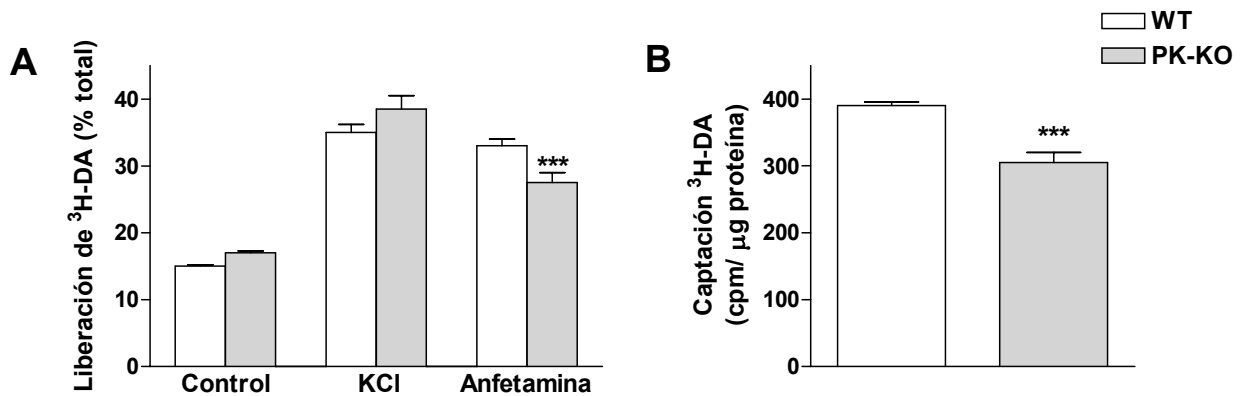 WT
PK-KO
A
Liberación de ³H-DA (% total)
40
30
20
10
0
***
Control
KCl
Anfetamina
B
Captación ³H-DA
(cpm/ µg proteína)
400
300
200
100
0
***